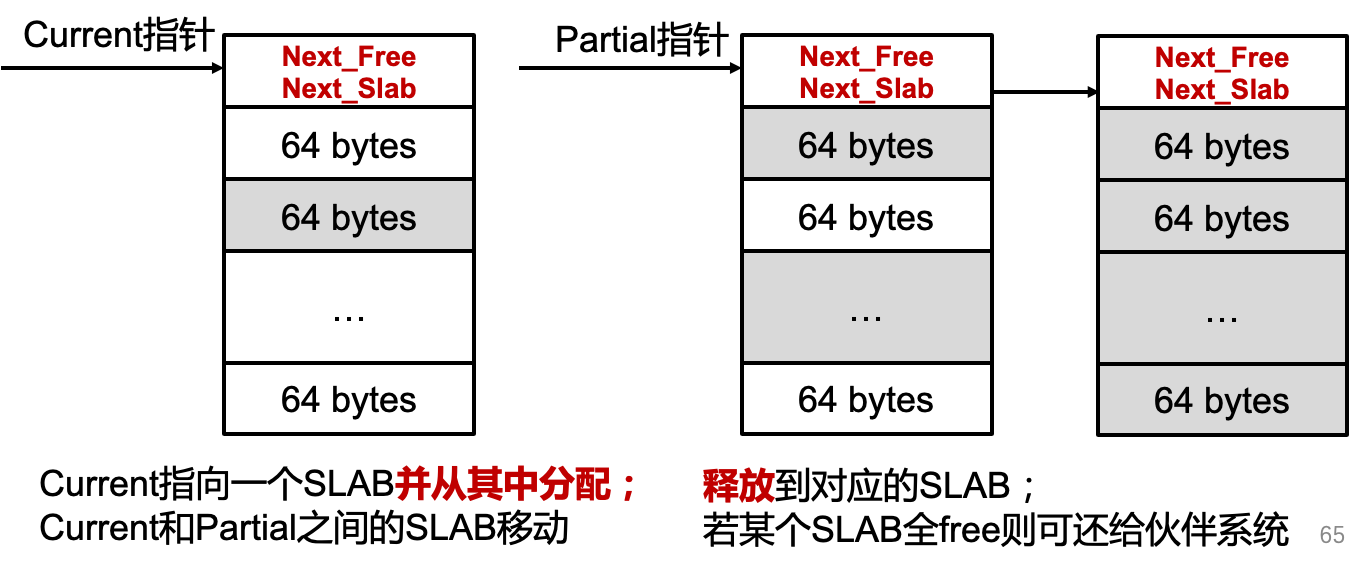 Current指针
Next_Free
Next_Slab
64 bytes
64 bytes
...
64 bytes
Partial指针
Next_Free
Next_Slab
64 bytes
64 bytes
...
64 bytes
Next_Free
Next_Slab
64 bytes
64 bytes
...
64 bytes
Current指向一个SLAB并从其中分配；
Current和Partial之间的SLAB移动
释放到对应的SLAB；
若某个SLAB全free则可还给伙伴系统
65